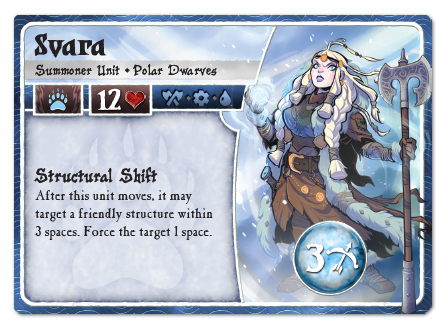 Svara
Summoner Unit • Polar Dwarves
12
Structural Shift
After this unit moves, it may
target a friendly structure within
3 spaces. Force the target 1 space.
3